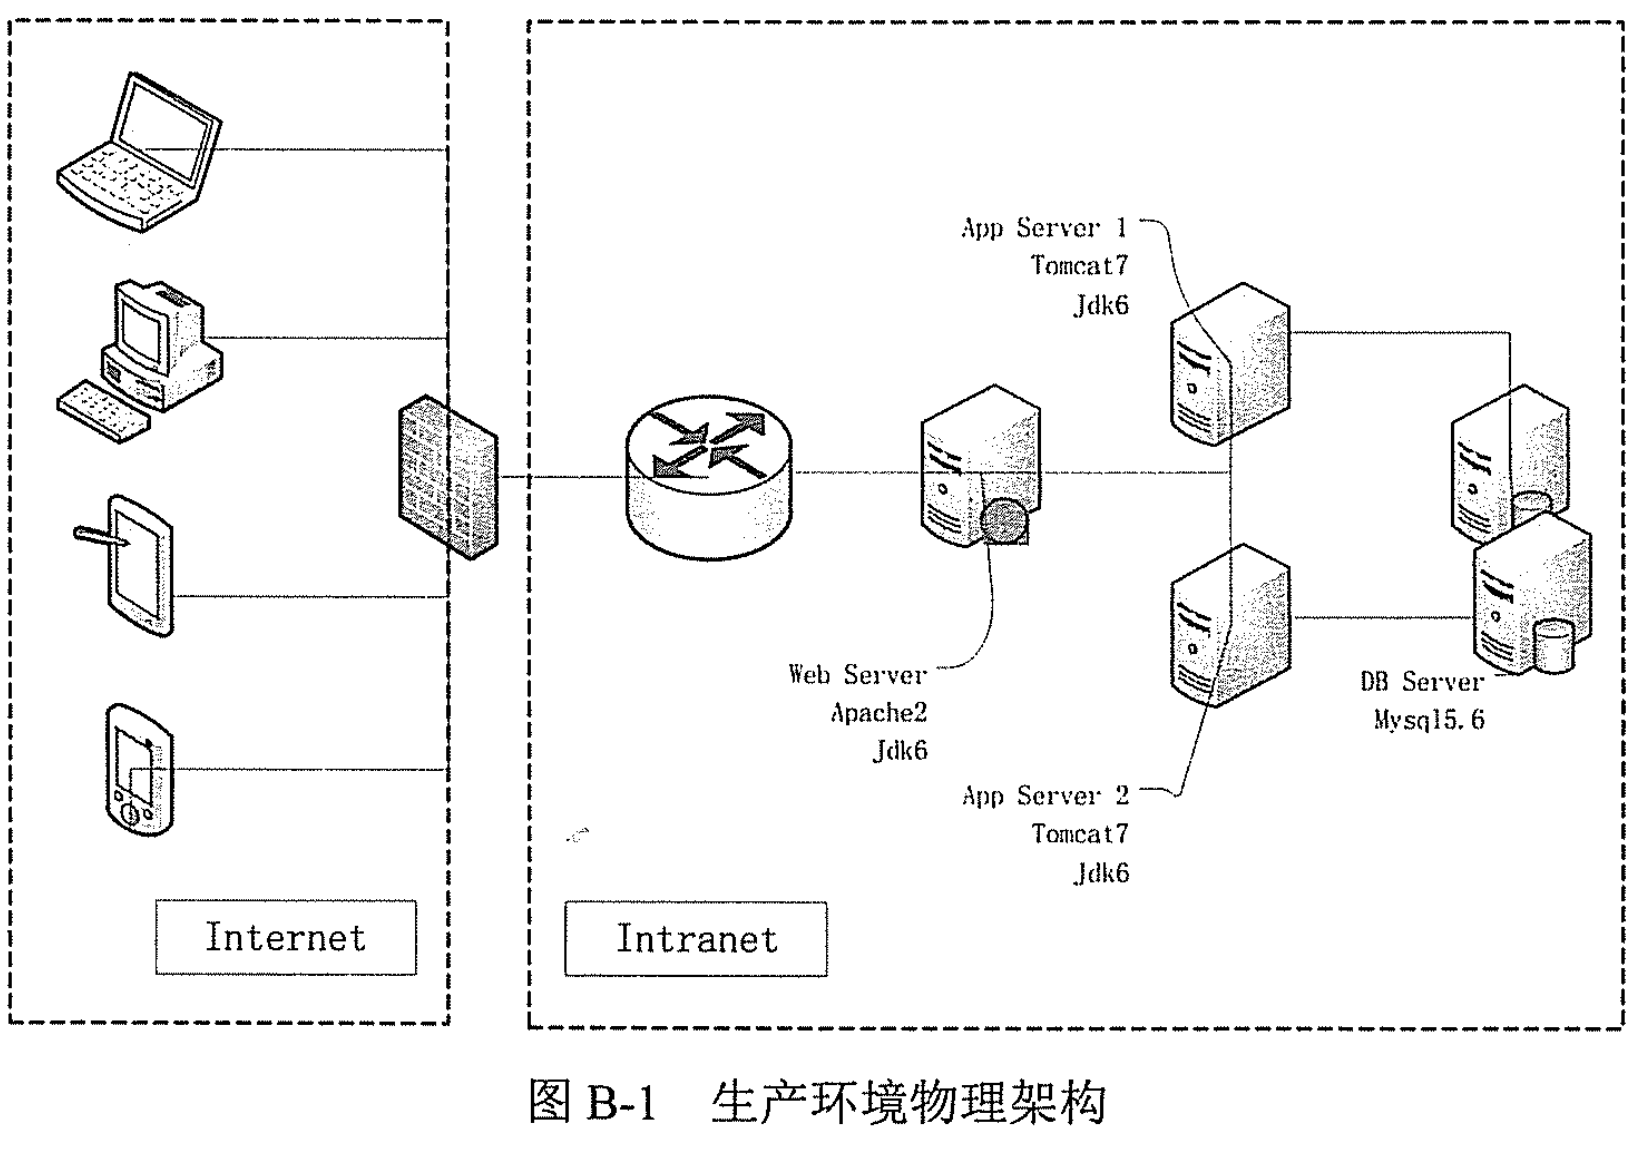 App Server 1
Tomcat7
Jdk6
Web Server
Apache2
Jdk6
DB Server
Mysql5.6
App Server 2
Tomcat7
Jdk6
Internet
Intranet
图 B-1 生产环境物理架构